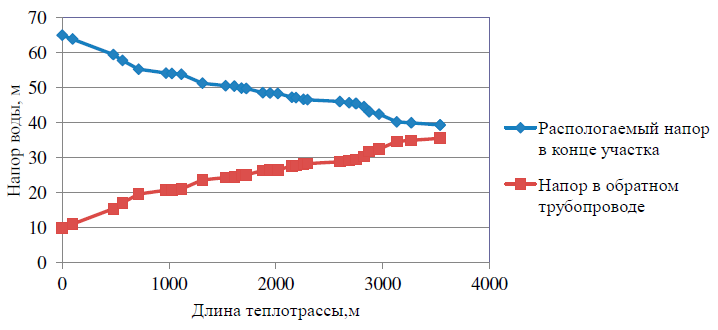 70
60
50
40
30
20
10
0
0 1000 2000 3000 4000
Напор воды, м
Длина теплотрассы,м
Распологаемый напор
в конце участка
Напор в обратном
трубопроводе